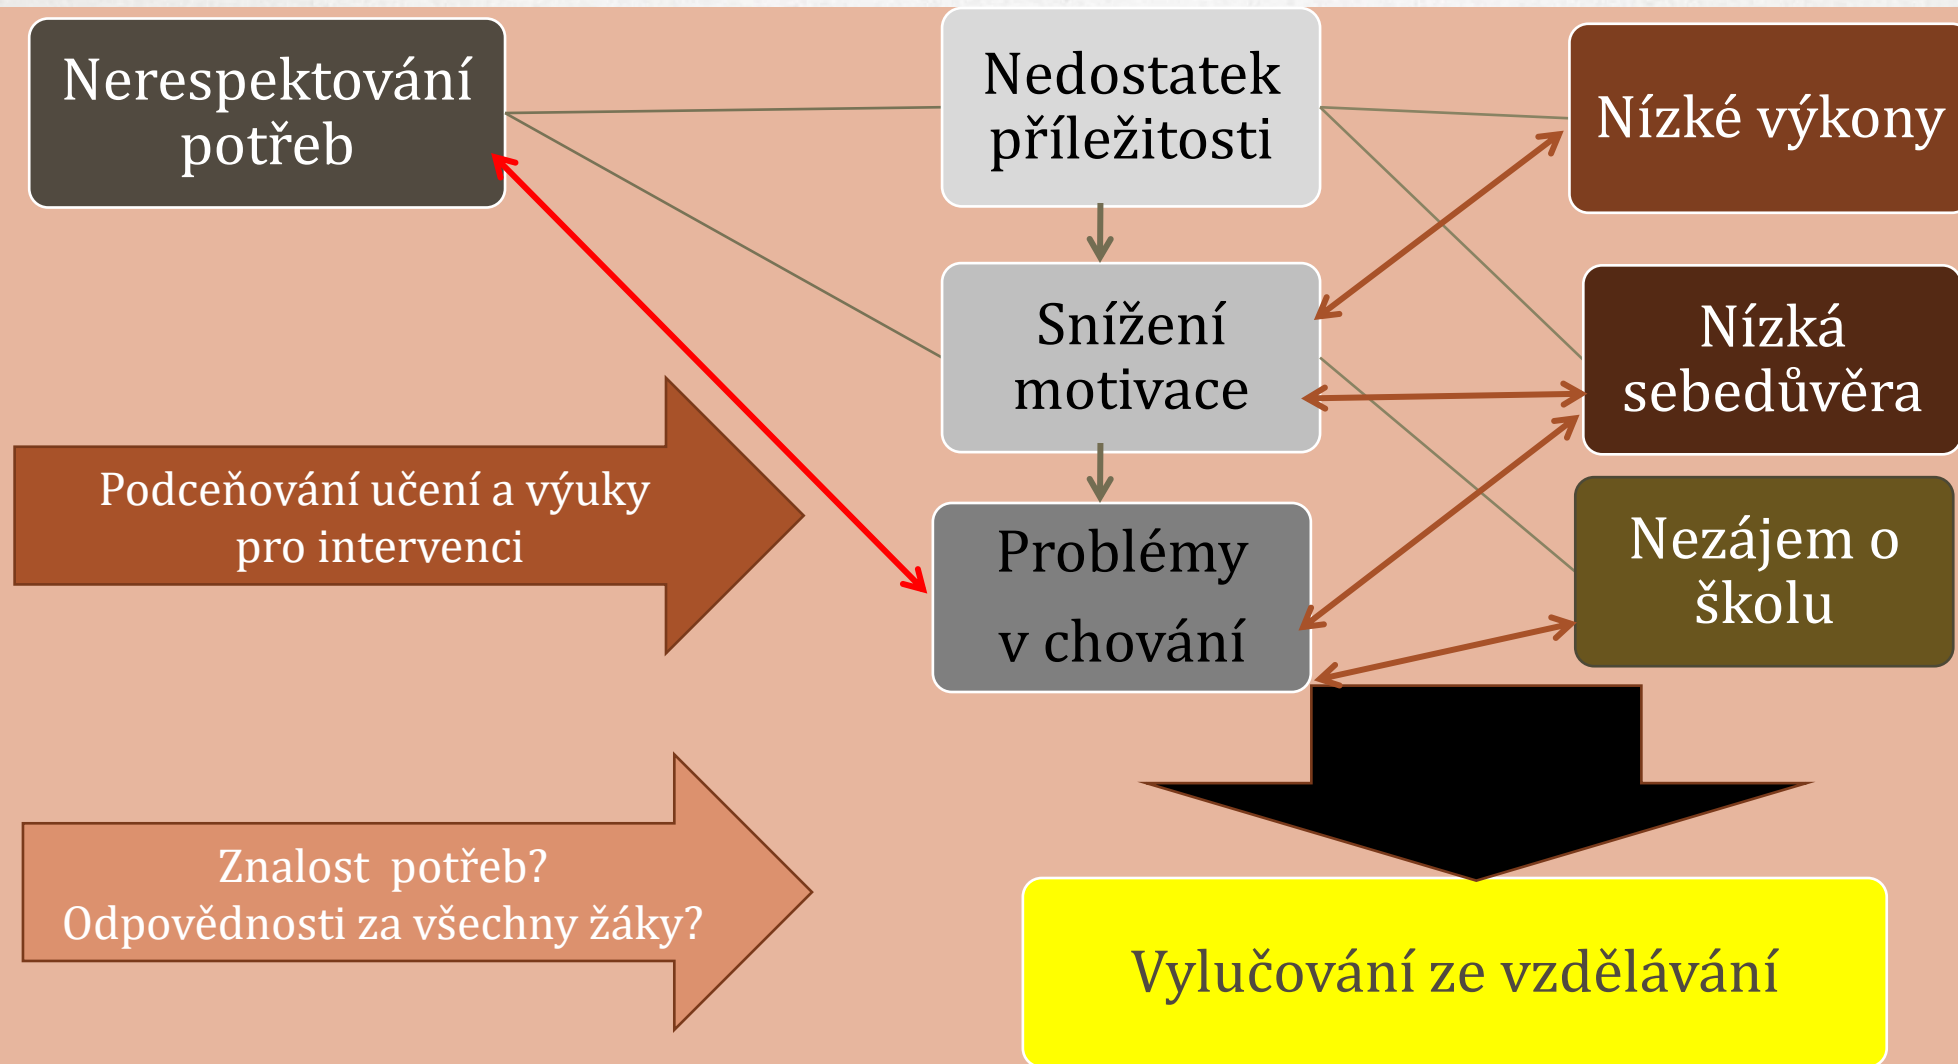 Nerespektování
potřeb
Nedostatek
příležitosti
Nízké výkony
Snížení
motivace
Nízká
sebedůvěra
Podceňování učení a výuky
pro intervenci
Problémy
v chování
Nezájem o
školu
Znalost  potřeb?
Odpovědnosti za všechny žáky?
Vylučování ze vzdělávání